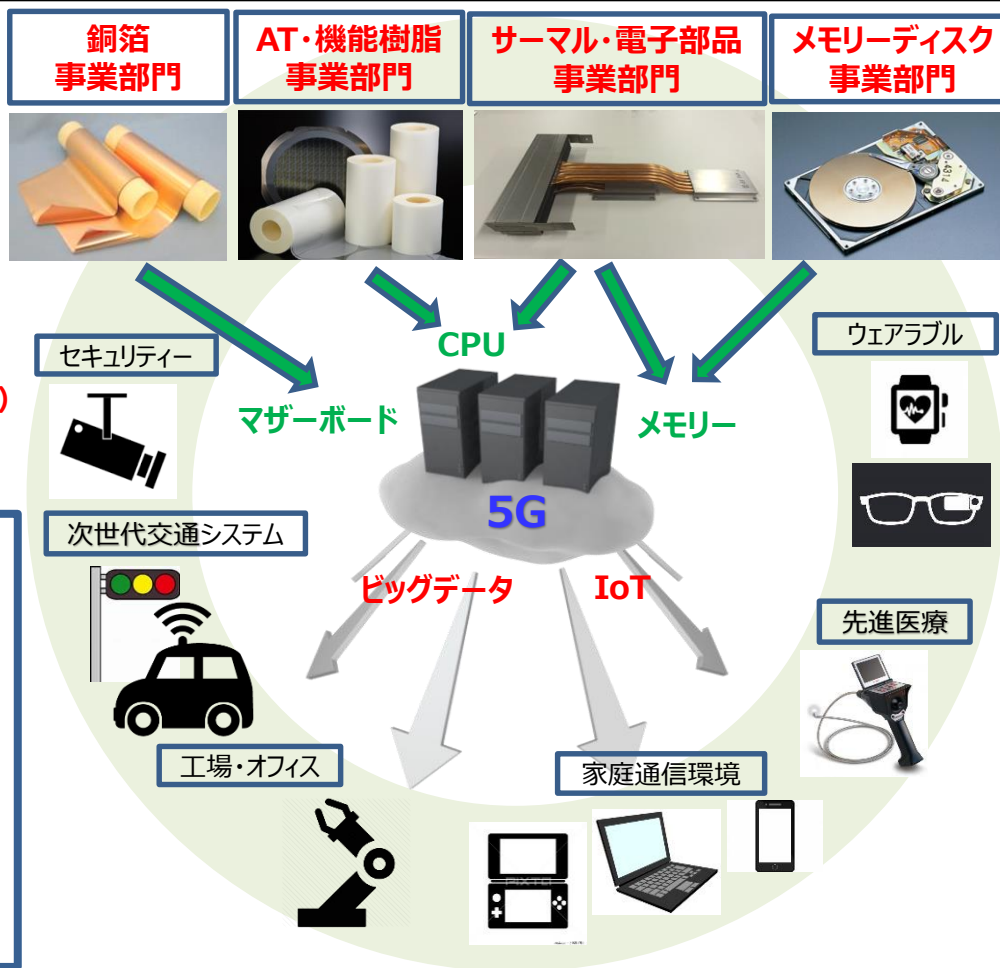 銅箔
事業部門
AT・機能樹脂
事業部門
サーマル・電子部品
事業部門
メモリーディスク
事業部門
4314
CPU
マザーボード
メモリー
5G
ビッグデータ
IoT
セキュリティー
)
次世代交通システム
工場・オフィス
ウェアラブル
先進医療
家庭通信環境
PIXTA